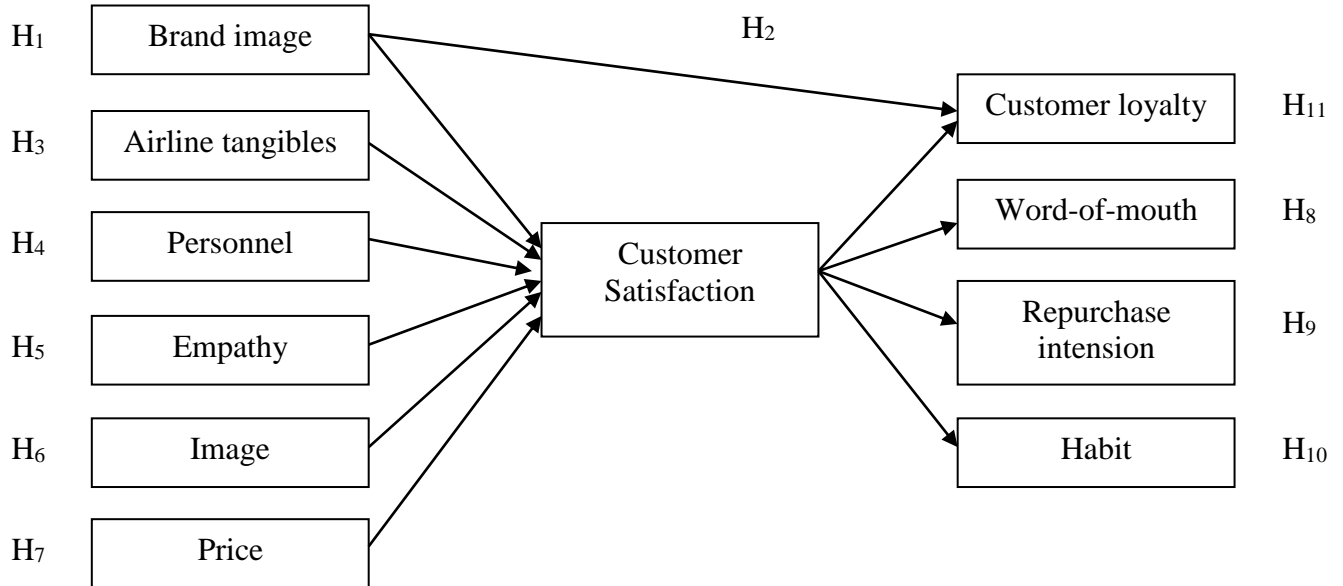 H1 Brand image
H2
H3 Airline tangibles
H4 Personnel
H5 Empathy
H6 Image
H7 Price
Customer
Satisfaction
Customer loyalty H11
Word-of-mouth H8
Repurchase
intension
H9
Habit H10